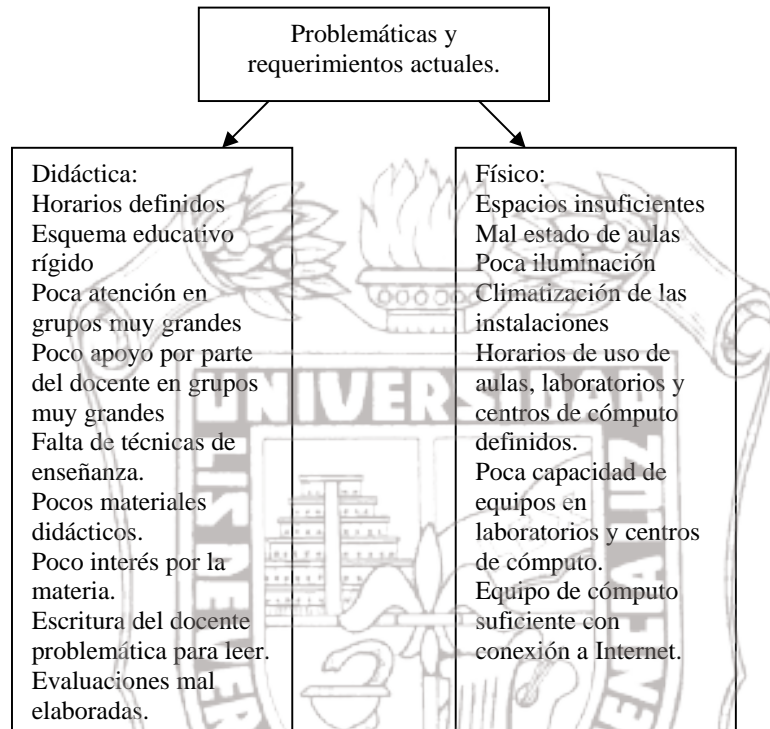 Problemáticas y
requerimientos actuales.
Didáctica:
Horarios definidos
Esquema educativo
rígido
Poca atención en
grupos muy grandes
Poco apoyo por parte
del docente en grupos
muy grandes
Falta de técnicas de
enseñanza.
Pocos materiales
didácticos.
Poco interés por la
materia.
Escritura del docente
problemática para leer.
Evaluaciones mal
elaboradas.
Físico:
Espacios insuficientes
Mal estado de aulas
Poca iluminación
Climatización de las
instalaciones
Horarios de uso de
aulas, laboratorios y
centros de cómputo
definidos.
Poca capacidad de
equipos en
laboratorios y centros
de cómputo.
Equipo de cómputo
suficiente con
conexión a Internet.
UNIVERSIDAD